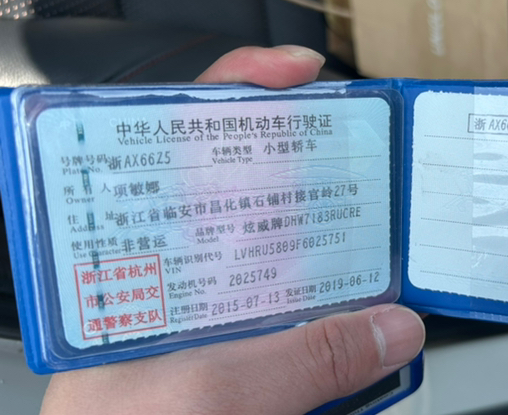 中华人民共和国机动车行驶证
Vehicle License of the People's Republic of China
号牌号码 浙AX66Z5 车辆类型 小型轿车
Plate No. Vehicle Type
所有人 项敏娜
住址 浙江省临安市昌化镇石铺村接官岭27号
Address
使用性质 非营运 品牌型号 炫威牌DHW7183RUCRE
Use Character Model
车辆识别代号 LVHRU5809F6025751
VIN
发动机号码 2025749
Engine No.
注册日期 2015-07-13 发证日期 2019-06-12
Register Date Issue Date
浙江省杭州
市公安局交
通警察支队
浙AX66